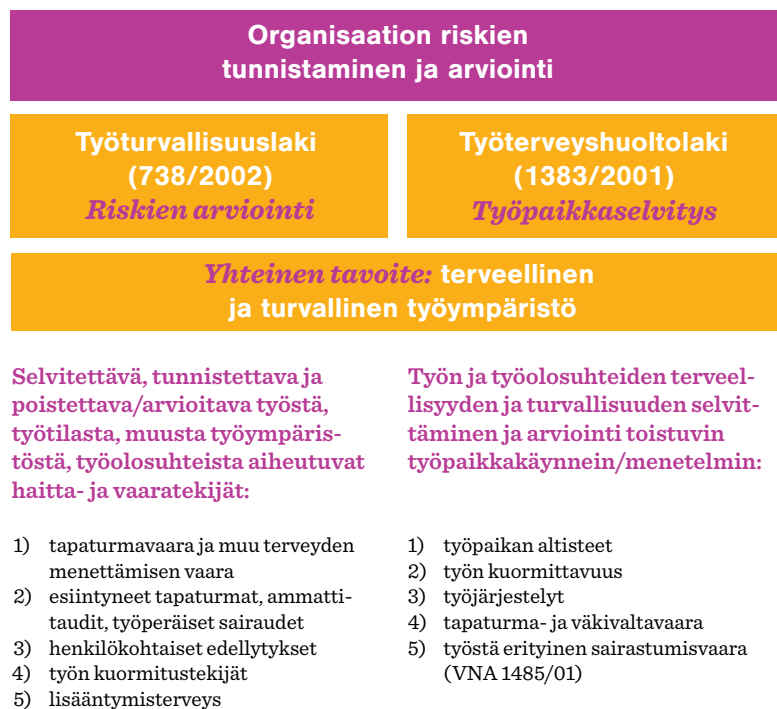 Organisaation riskien
tunnistaminen ja arviointi
Työturvallisuuslaki
(738/2002)
Riskien arviointi
Työterveyshuoltolaki
(1383/2001)
Työpaikkaselvitys
Yhteinen tavoite: terveellinen
ja turvallinen työympäristö
Selvitettävä, tunnistettava ja
poistettava/arvioitava työstä,
työtilasta, muusta työympäris-
töstä, työolosuhteista aiheutuvat
haitta- ja vaaratekijät:
1) tapaturmavaara ja muu terveyden
menettämisen vaara
2) esiintyneet tapaturmat, ammatti-
taudit, työperäiset sairaudet
3) henkilökohtaiset edellytykset
4) työn kuormitustekijät
5) lisääntymisterveys
Työn ja työolosuhteiden terveel-
lisyyden ja turvallisuuden selvit-
täminen ja arviointi toistuvin
työpaikkakäynnein/menetelmin:
1) työpaikan altisteet
2) työn kuormittavuus
3) työjärjestelyt
4) tapaturma- ja väkivaltavaara
5) työstä erityinen sairastumisvaara
(VNA 1485/01)